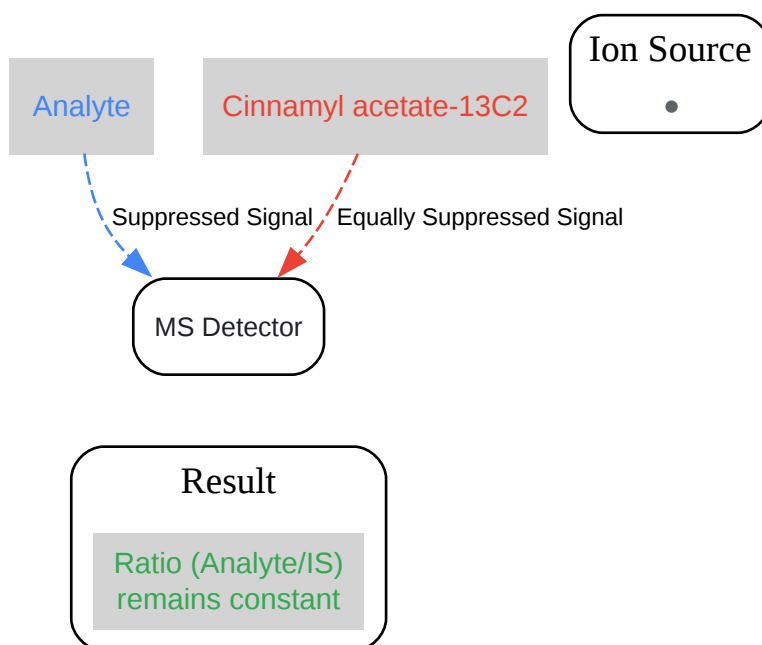 Ion Source
Analyte
Cinnamyl acetate-13C2
Suppressed Signal
Equally Suppressed Signal
MS Detector
Result
Ratio (Analyte/IS)
remains constant